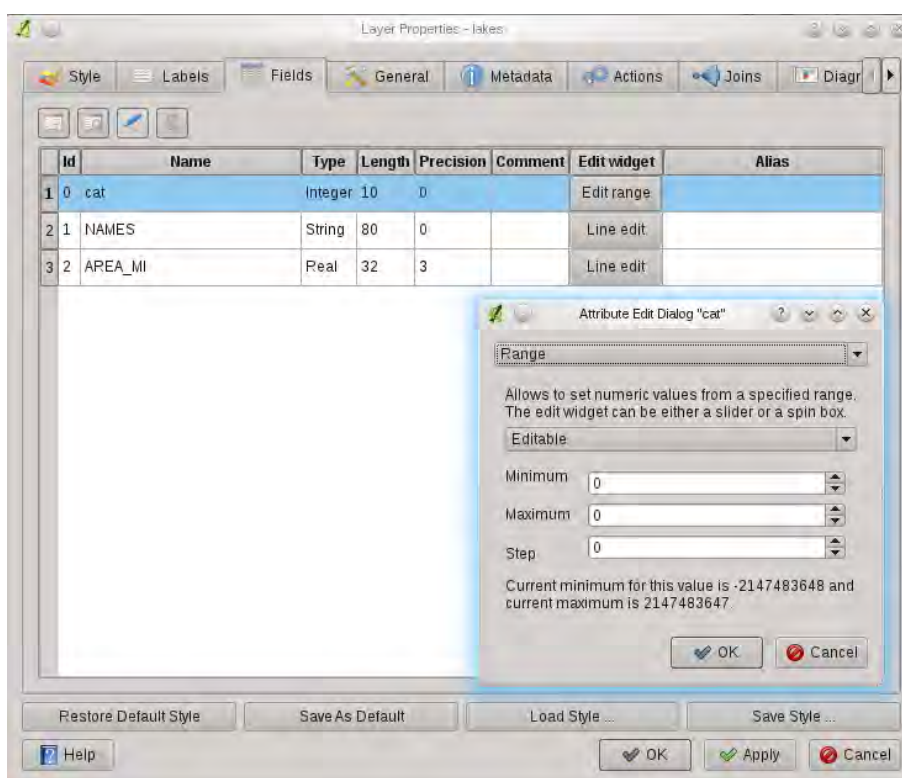 Layer Properties - lakes
Style Labels Fields General Metadata Actions Joins Diagr
Id Name Type Length Precision Comment Edit widget Alias
1 0 cat Integer 10 0 Edit range
2 1 NAMES String 80 0 Line edit
3 2 AREA_MI Real 32 3 Line edit
Attribute Edit Dialog "cat"
Range
Allows to set numeric values from a specified range.
The edit widget can be either a slider or a spin box.
Editable
Minimum 0
Maximum 0
Step 0
Current minimum for this value is -2147483648 and
current maximum is 2147483647
OK Cancel
Restore Default Style Save As Default Load Style ... Save Style ...
Help OK Apply Cancel